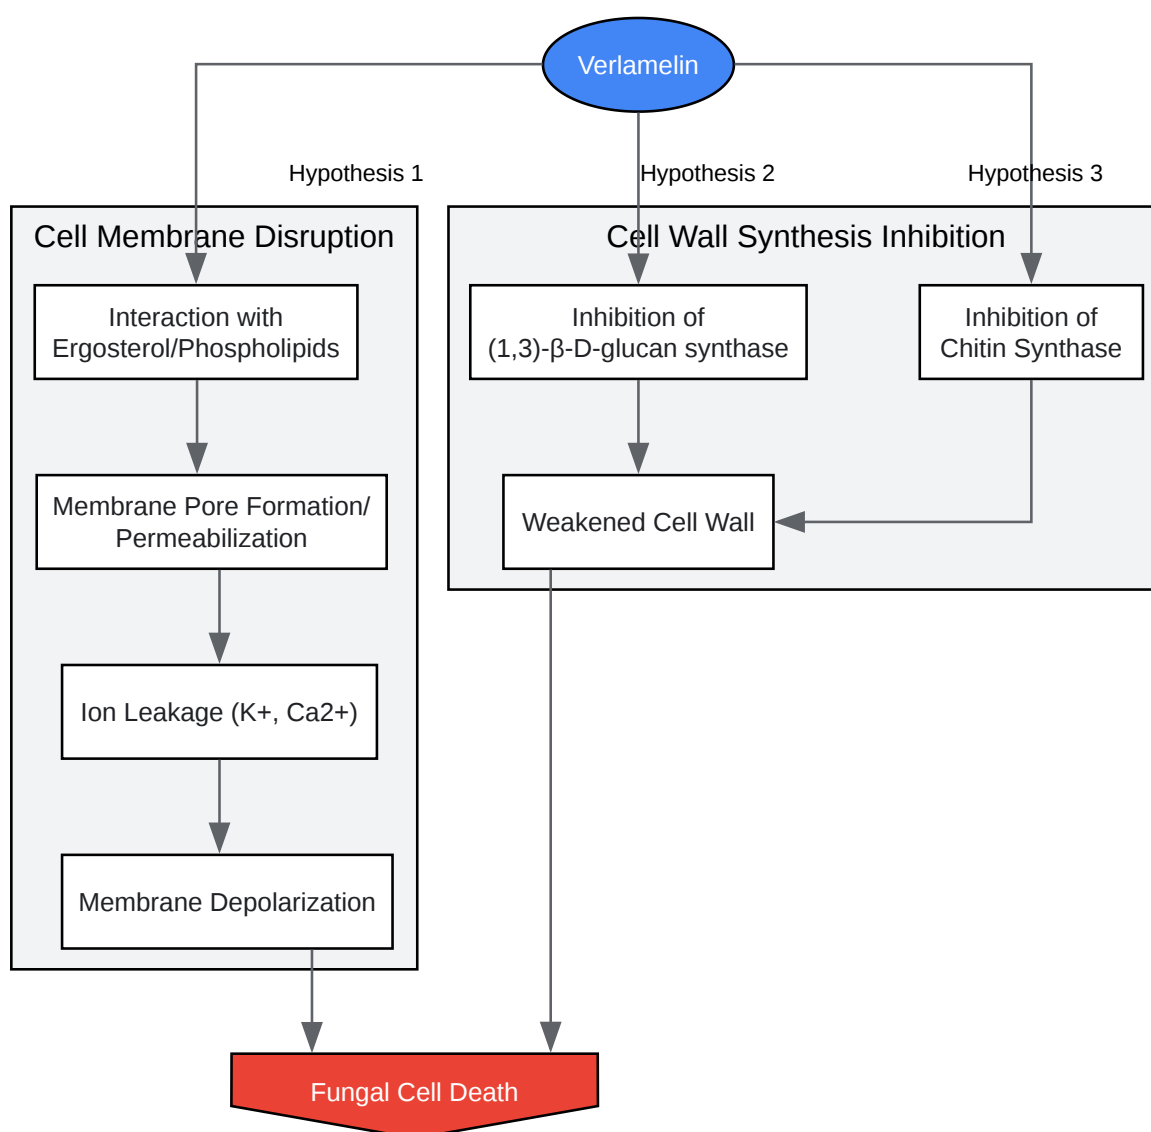 Verlamelin
Hypothesis 1
Hypothesis 2
Hypothesis 3
Cell Membrane Disruption
Cell Wall Synthesis Inhibition
Interaction with
Ergosterol/Phospholipids
Inhibition of
(1,3)-β-D-glucan synthase
Inhibition of
Chitin Synthase
Membrane Pore Formation/
Permeabilization
Weakened Cell Wall
Ion Leakage (K+, Ca2+)
Membrane Depolarization
Fungal Cell Death